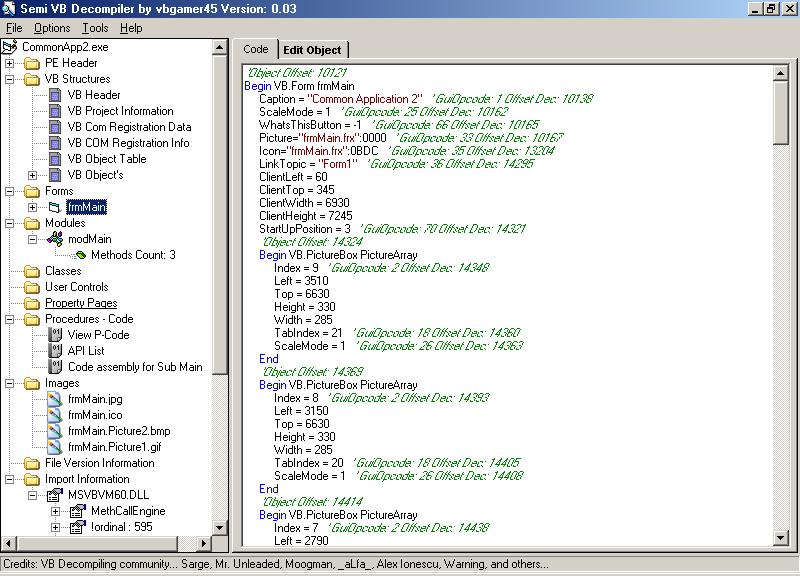 Semi VB Decompiler by vbgamer45 Version: 0.03
File Options Tools Help
CommonApp2.exe
PE Header
VB Structures
VB Header
VB Project Information
VB Com Registration Data
VB COM Registration Info
VB Object Table
VB Object's
Forms
frmMain
Modules
modMain
Methods Count: 3
Classes
User Controls
Property Pages
Procedures - Code
View P-Code
API List
Code assembly for Sub Main
Images
frmMain.jpg
frmMain.ico
frmMain.Picture2.bmp
frmMain.Picture1.gif
File Version Information
Import Information
MSVBVM60.DLL
MethCallEngine
!ordinal : 595
Code Edit Object
'Object Offset: 10121
Begin VB.Form frmMain
Caption = "Common Application 2" 'GuiOpcode: 1 Offset Dec: 10138
ScaleMode = 1 'GuiOpcode: 25 Offset Dec: 10162
WhatsThisButton = -1 'GuiOpcode: 66 Offset Dec: 10165
Picture="frmMain.frx":0000 'GuiOpcode: 33 Offset Dec: 10167
Icon="frmMain.frx":0BDC 'GuiOpcode: 35 Offset Dec: 13204
LinkTopic = "Form1" 'GuiOpcode: 36 Offset Dec: 14295
ClientLeft = 60
ClientTop = 345
ClientWidth = 6930
ClientHeight = 7245
StartUpPosition = 3 'GuiOpcode: 70 Offset Dec: 14321
'Object Offset: 14324
Begin VB.PictureBox PictureArray
Index = 9 'GuiOpcode: 2 Offset Dec: 14348
Left = 3510
Top = 6630
Height = 330
Width = 285
TabIndex = 21 'GuiOpcode: 18 Offset Dec: 14360
ScaleMode = 1 'GuiOpcode: 26 Offset Dec: 14363
End
'Object Offset: 14369
Begin VB.PictureBox PictureArray
Index = 8 'GuiOpcode: 2 Offset Dec: 14393
Left = 3150
Top = 6630
Height = 330
Width = 285
TabIndex = 20 'GuiOpcode: 18 Offset Dec: 14405
ScaleMode = 1 'GuiOpcode: 26 Offset Dec: 14408
End
'Object Offset: 14414
Begin VB.PictureBox PictureArray
Index = 7 'GuiOpcode: 2 Offset Dec: 14438
Left = 2790
Credits: VB Decompiling community... Sarge, Mr. Unleaded, Moogman, _aLfa_, Alex Ionescu, Warning, and others...